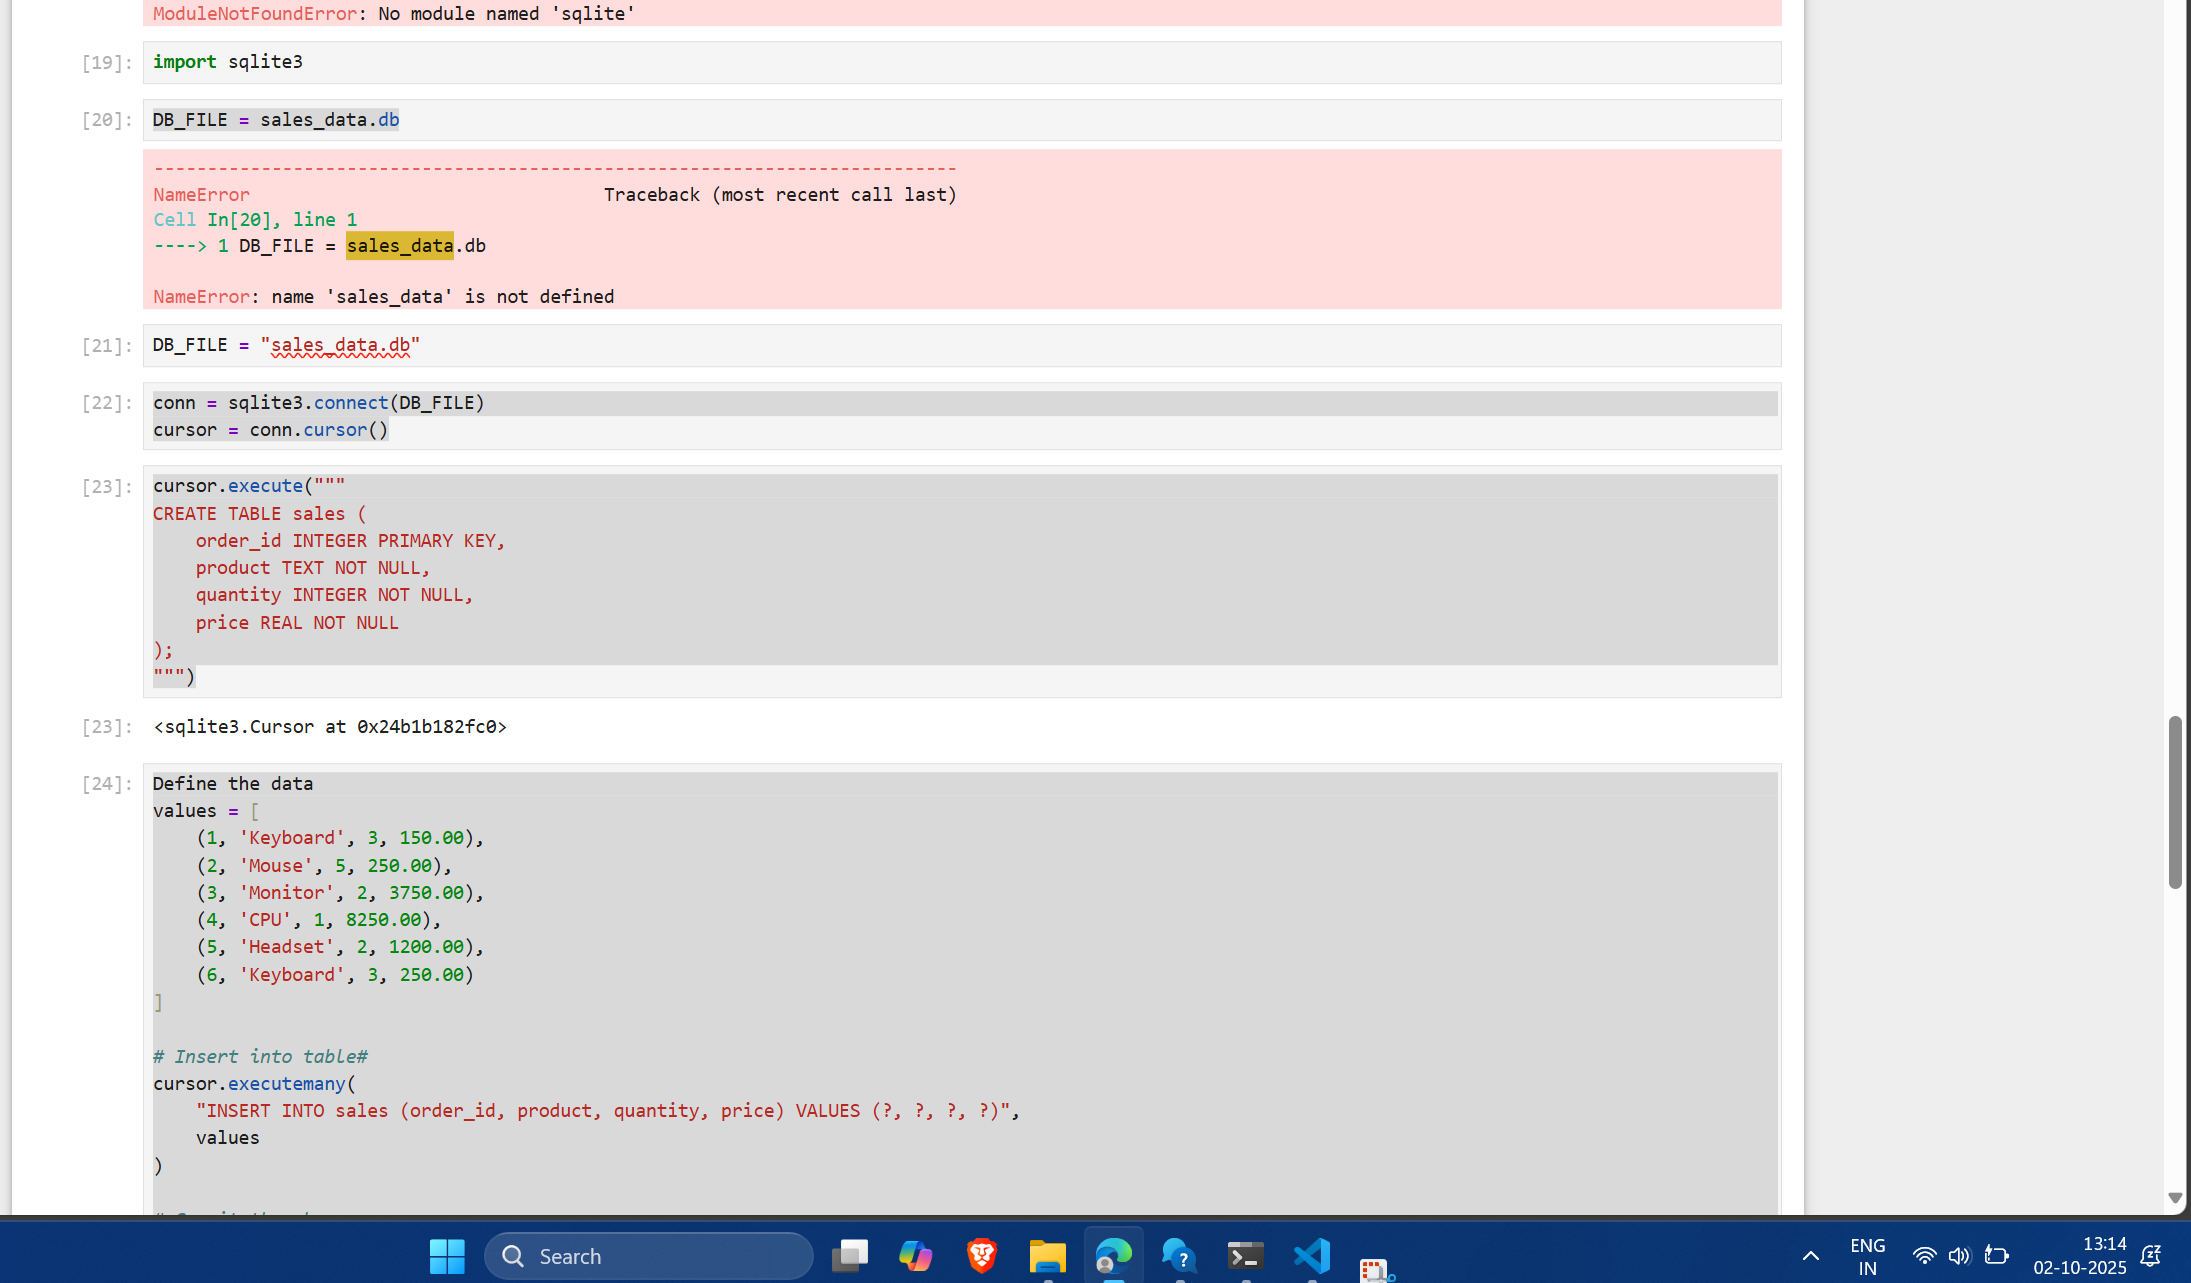 ModuleNotFoundError: No module named 'sqlite'
[19]: import sqlite3
[20]: DB_FILE = sales_data.db
---------------------------------------------------------------------------
NameError                                 Traceback (most recent call last)
Cell In[20], line 1
----> 1 DB_FILE = sales_data.db
NameError: name 'sales_data' is not defined
[21]: DB_FILE = "sales_data.db"
[22]: conn = sqlite3.connect(DB_FILE)
cursor = conn.cursor()
[23]: cursor.execute("""
CREATE TABLE sales (
    order_id INTEGER PRIMARY KEY,
    product TEXT NOT NULL,
    quantity INTEGER NOT NULL,
    price REAL NOT NULL
);
""")
[23]: <sqlite3.Cursor at 0x24b1b182fc0>
[24]: Define the data
values = [
    (1, 'Keyboard', 3, 150.00),
    (2, 'Mouse', 5, 250.00),
    (3, 'Monitor', 2, 3750.00),
    (4, 'CPU', 1, 8250.00),
    (5, 'Headset', 2, 1200.00),
    (6, 'Keyboard', 3, 250.00)
]
# Insert into table#
cursor.executemany(
    "INSERT INTO sales (order_id, product, quantity, price) VALUES (?, ?, ?, ?)",
    values
)
Search
ENG
IN
13:14
02-10-2025